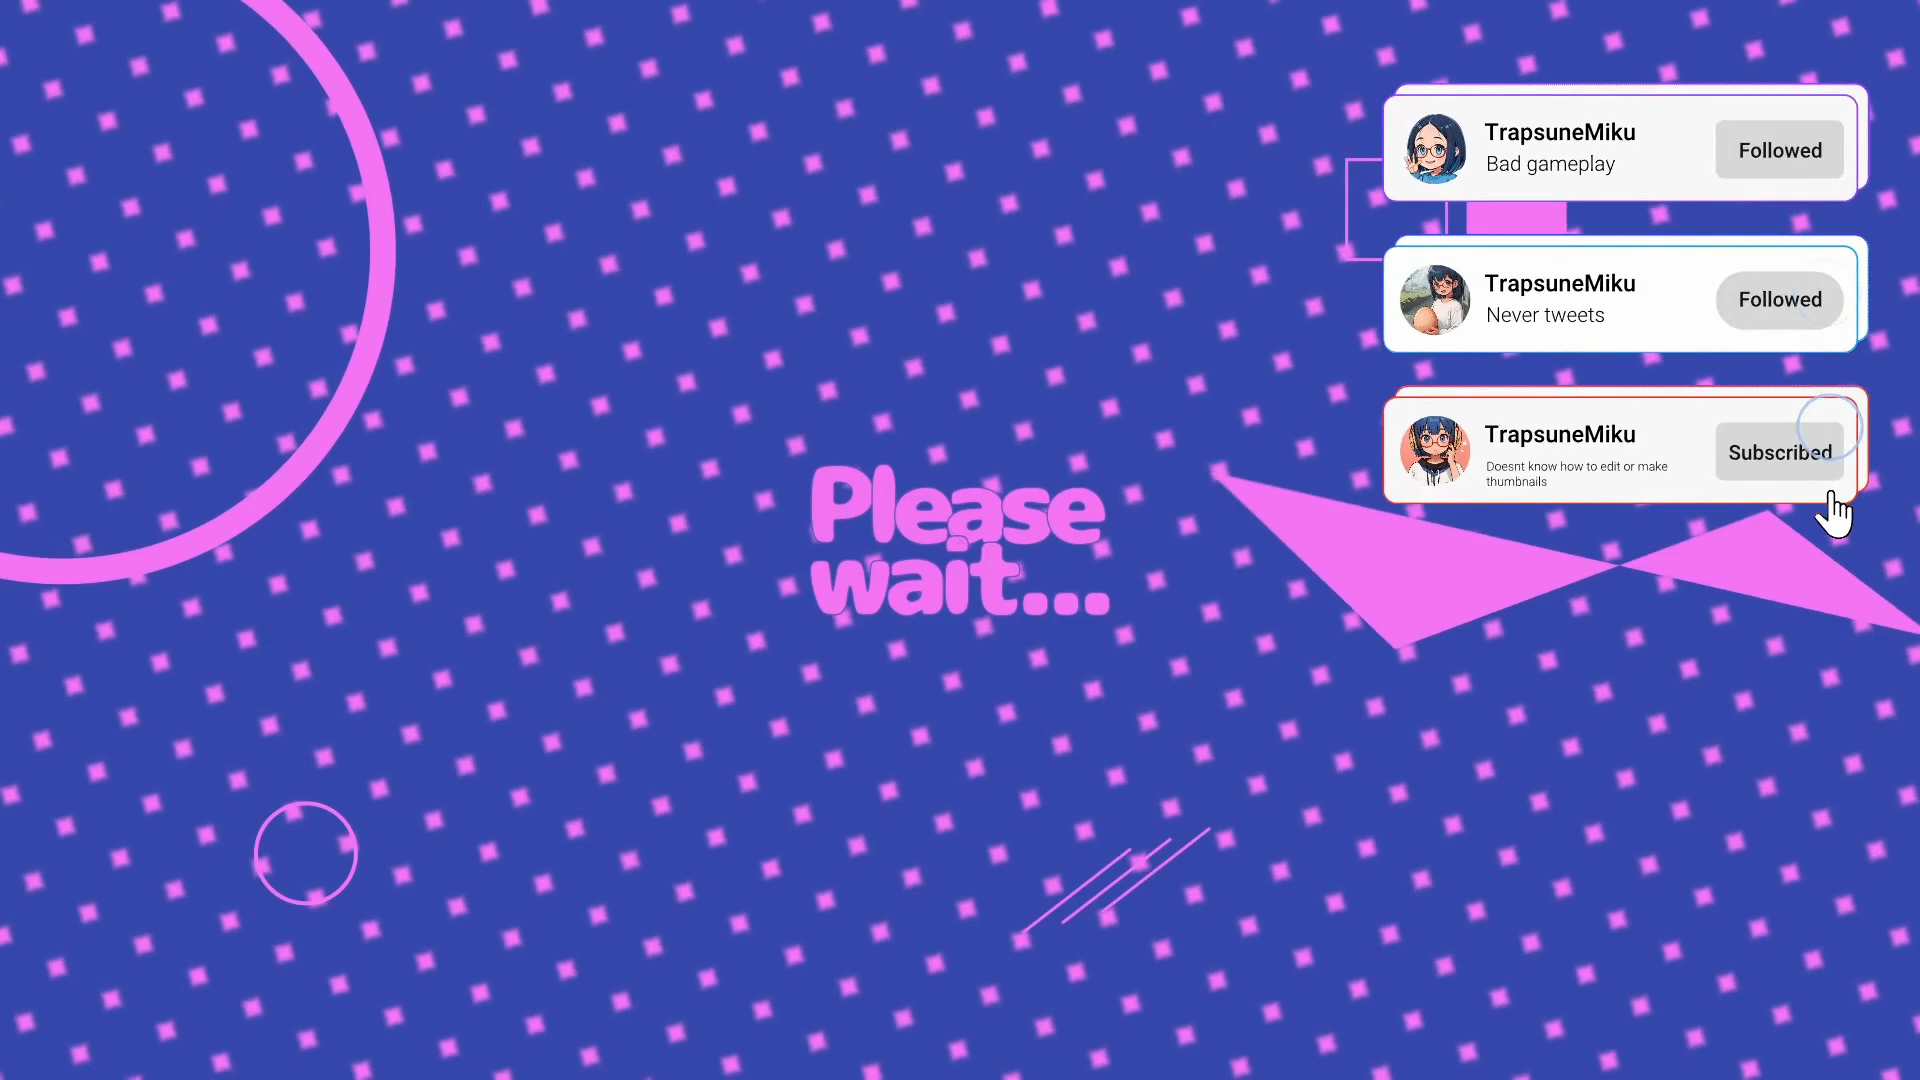 TrapsuneMiku
Bad gameplay
Followed
TrapsuneMiku
Never tweets
Followed
TrapsuneMiku
Doesnt know how to edit or make
thumbnails
Subscribed
Please
wait...